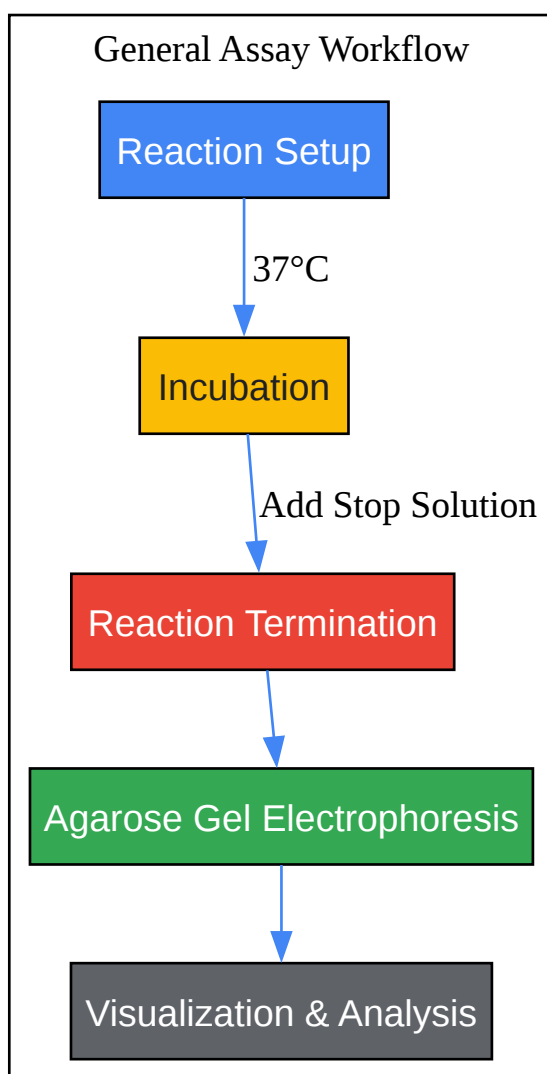 General Assay Workflow
Reaction Setup
37°C
Incubation
Add Stop Solution
Reaction Termination
Agarose Gel Electrophoresis
Visualization & Analysis